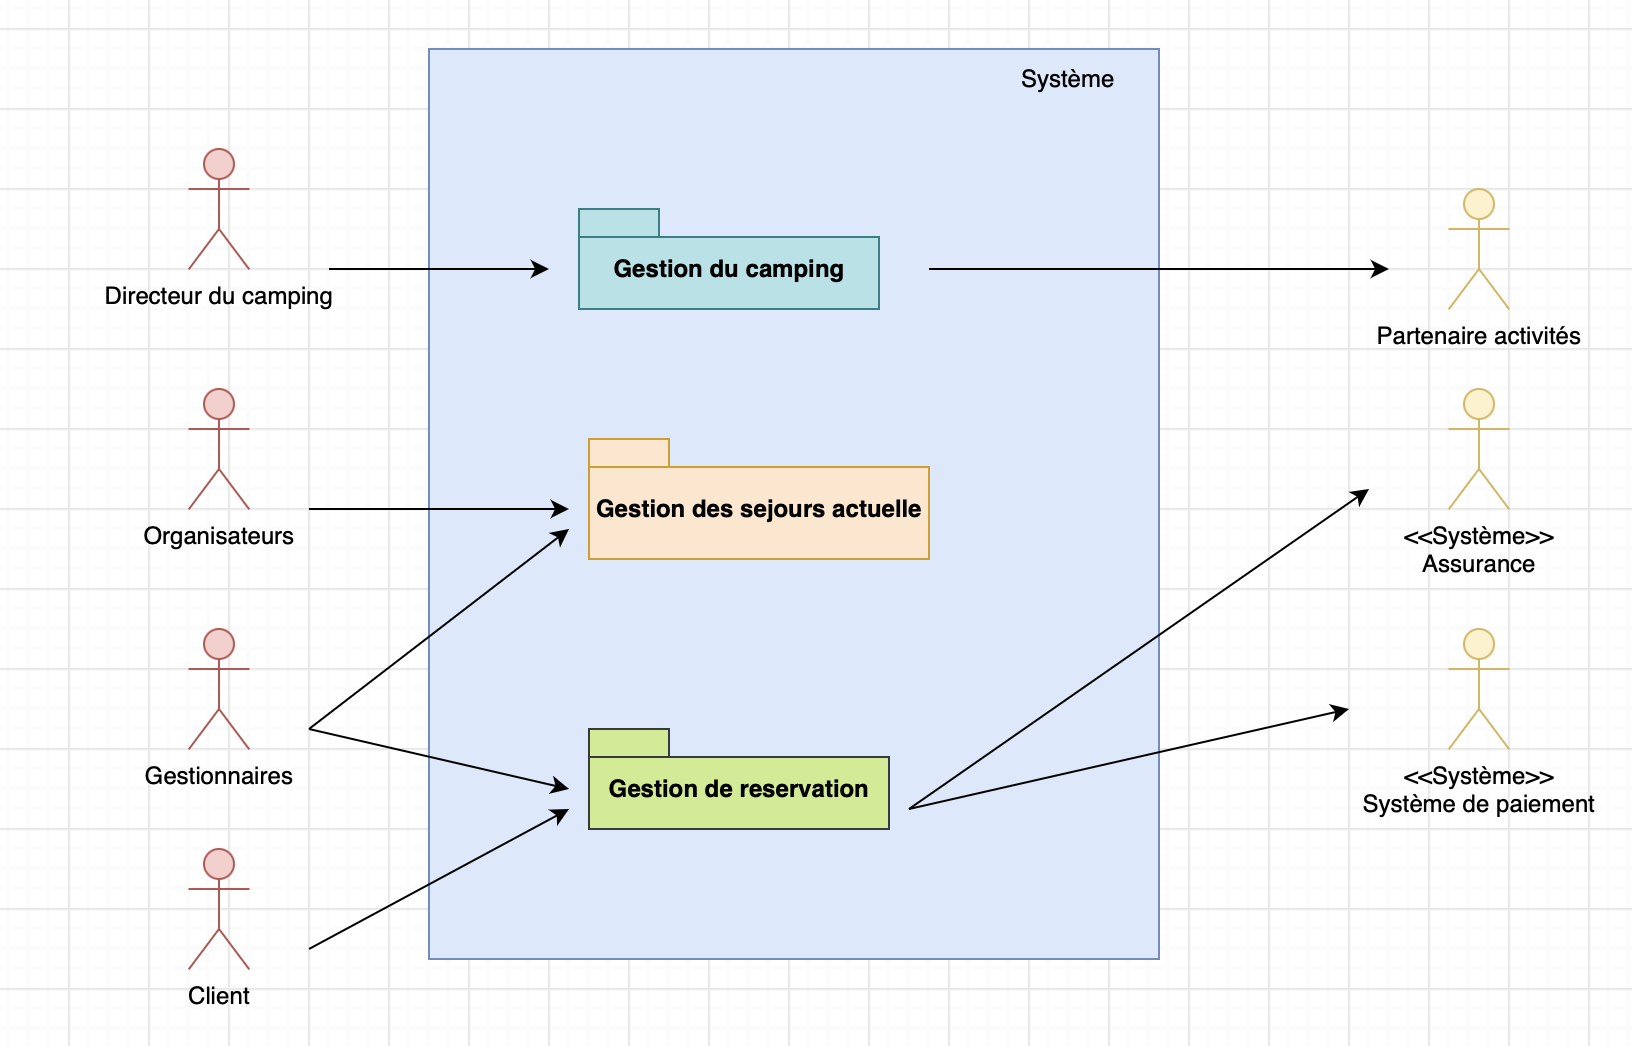 Système
Gestion du camping
Directeur du camping
Partenaire activités
Gestion des sejours actuelle
Organisateurs
<<Système>>
Assurance
Gestionnaires
Gestion de reservation
<<Système>>
Système de paiement
Client